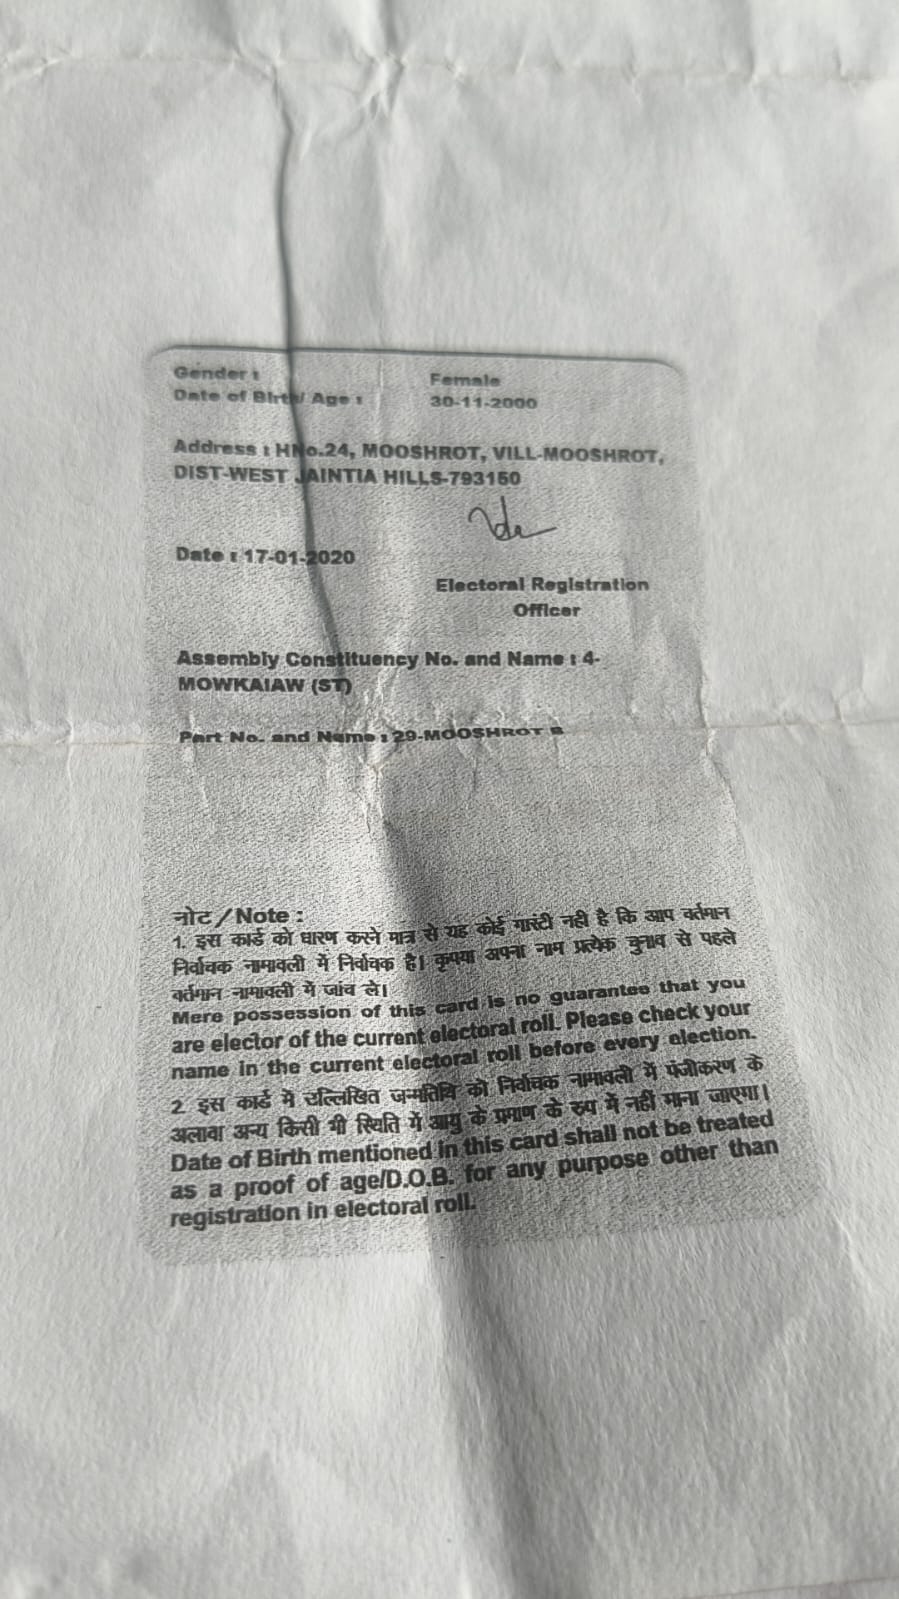 Gender : Female
Date of Birth/ Age : 30-11-2000
Address : HNo.24, MOOSHROT, VILL-MOOSHROT,
DIST-WEST JAINTIA HILLS-793150
Date : 17-01-2020
Electoral Registration
Officer
Assembly Constituency No. and Name : 4-
MOWKAIAW (ST)
Part No. and Name : 29-MOOSHROT B
नोट /Note :
1. इस कार्ड को धारण करने मात्र से यह कोई गारंटी नही है कि आप वर्तमान
निर्वाचक नामावली में निर्वाचक है। कृपया अपना नाम प्रत्येक चुनाव से पहले
वर्तमान नामावली में जांच ले।
Mere possession of this card is no guarantee that you
are elector of the current electoral roll. Please check your
name in the current electoral roll before every election.
2 इस कार्ड मे उल्लिखित जन्मतिथि को निर्वाचक नामावली में पंजीकरण के
अलावा अन्य किसी भी स्थिति में आयु के प्रमाण के रुप में नहीं माना जाएगा।
Date of Birth mentioned in this card shall not be treated
as a proof of age/D.O.B. for any purpose other than
registration in electoral roll.